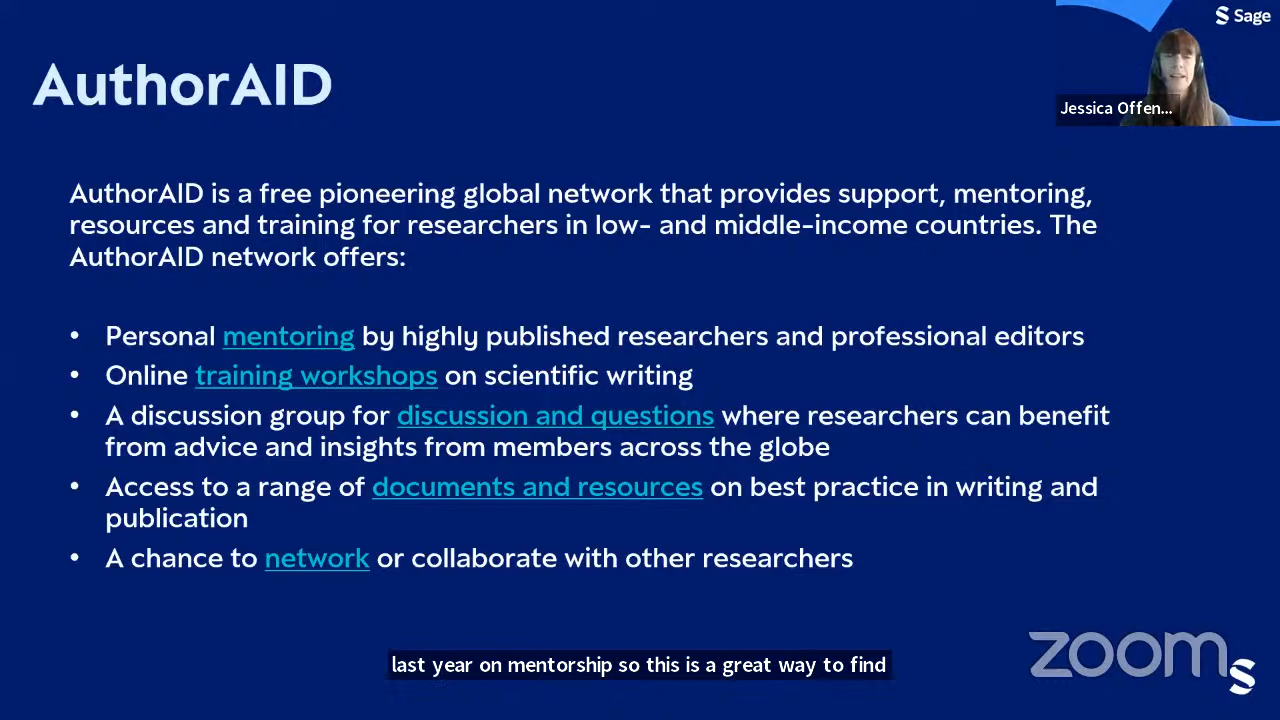 Sage
AuthorAID
Jessica Offen...
AuthorAID is a free pioneering global network that provides support, mentoring,
resources and training for researchers in low- and middle-income countries. The
AuthorAID network offers:
• Personal mentoring by highly published researchers and professional editors
• Online training workshops on scientific writing
• A discussion group for discussion and questions where researchers can benefit
from advice and insights from members across the globe
• Access to a range of documents and resources on best practice in writing and
publication
• A chance to network or collaborate with other researchers
zoom
last year on mentorship so this is a great way to find